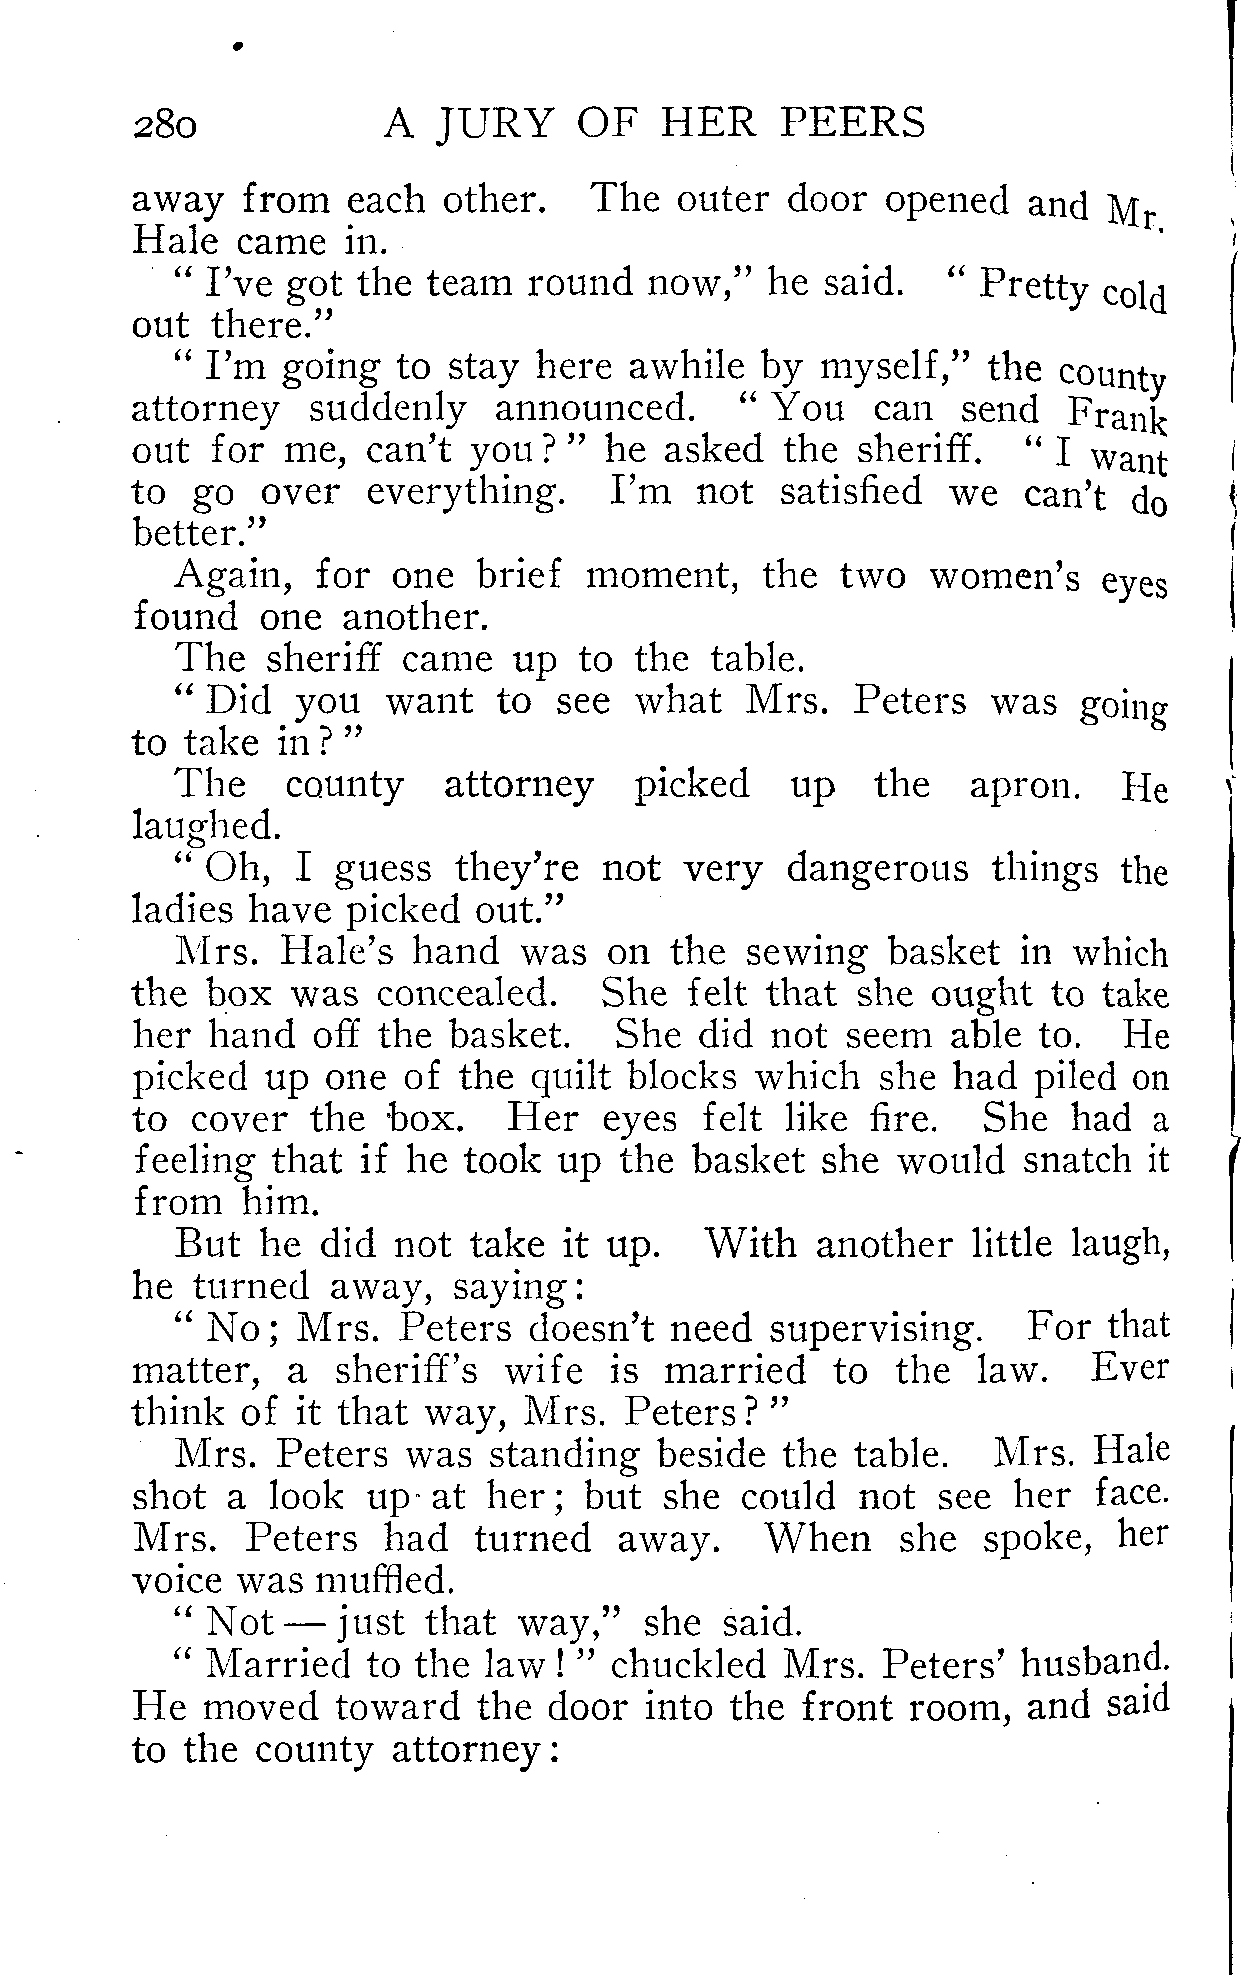 280 A JURY OF HER PEERS
away from each other. The outer door opened and Mr.
Hale came in.
“ I've got the team round now,” he said. “ Pretty cold
out there.”
“ I'm going to stay here awhile by myself,” the county
attorney suddenly announced. “ You can send Frank
out for me, can't you? ” he asked the sheriff. “ I want
to go over everything. I'm not satisfied we can't do
better.”
Again, for one brief moment, the two women's eyes
found one another.
The sheriff came up to the table.
“ Did you want to see what Mrs. Peters was going
to take in? ”
The county attorney picked up the apron. He
laughed.
“ Oh, I guess they're not very dangerous things the
ladies have picked out.”
Mrs. Hale's hand was on the sewing basket in which
the box was concealed. She felt that she ought to take
her hand off the basket. She did not seem able to. He
picked up one of the quilt blocks which she had piled on
to cover the box. Her eyes felt like fire. She had a
feeling that if he took up the basket she would snatch it
from him.
But he did not take it up. With another little laugh,
he turned away, saying:
“ No; Mrs. Peters doesn't need supervising. For that
matter, a sheriff's wife is married to the law. Ever
think of it that way, Mrs. Peters? ”
Mrs. Peters was standing beside the table. Mrs. Hale
shot a look up at her; but she could not see her face.
Mrs. Peters had turned away. When she spoke, her
voice was muffled.
“ Not — just that way,” she said.
“ Married to the law! ” chuckled Mrs. Peters' husband.
He moved toward the door into the front room, and said
to the county attorney: